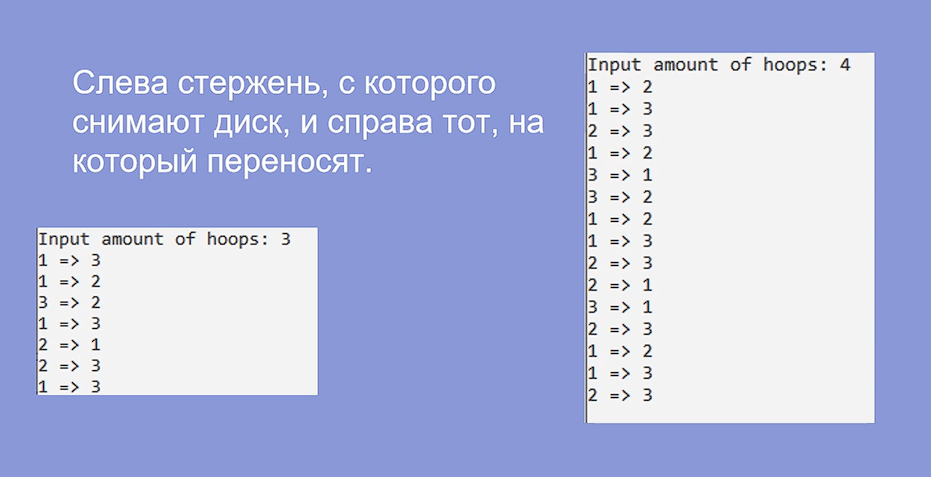 Слева стержень, с которого
снимают диск, и справа тот, на
который переносят.
Input amount of hoops: 3
1 => 3
1 => 2
3 => 2
1 => 3
2 => 1
2 => 3
1 => 3
Input amount of hoops: 4
1 => 2
1 => 3
2 => 3
1 => 2
3 => 1
3 => 2
1 => 2
1 => 3
2 => 3
2 => 1
3 => 1
2 => 3
1 => 2
1 => 3
2 => 3